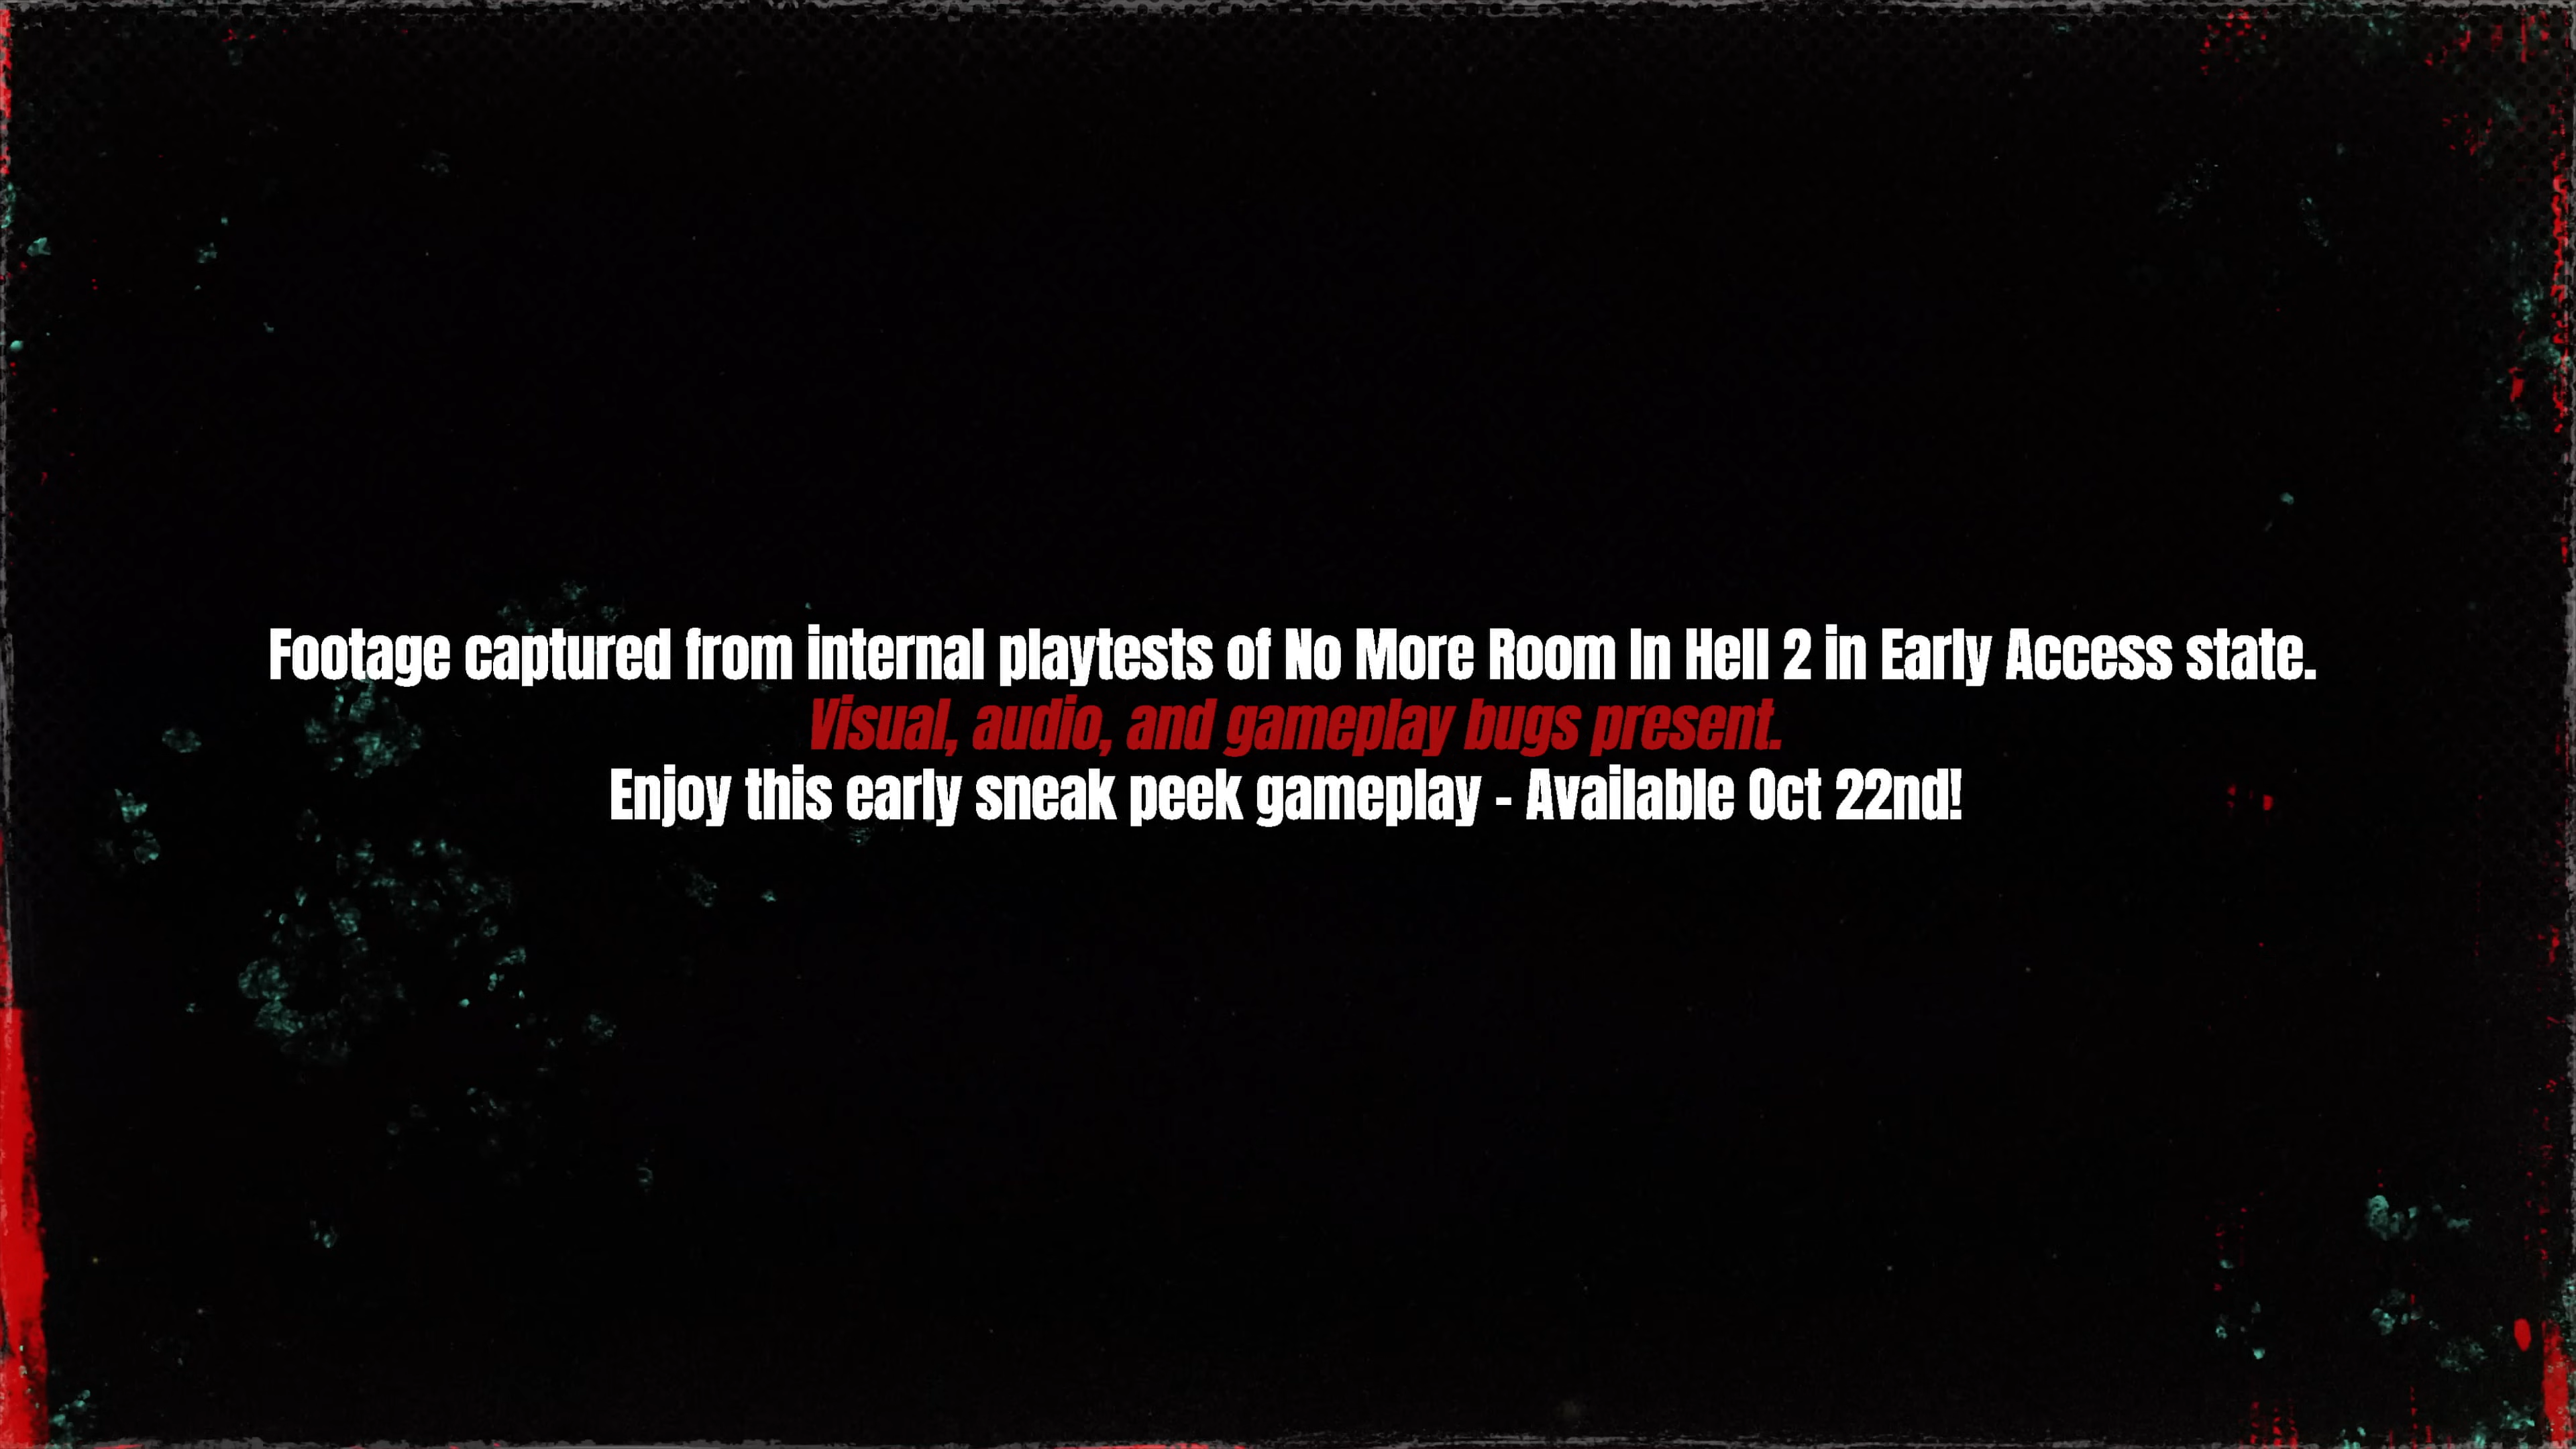 Footage captured from internal playtests of No More Room In Hell 2 in Early Access state.
Visual, audio, and gameplay bugs present.
Enjoy this early sneak peek gameplay - Available Oct 22nd!